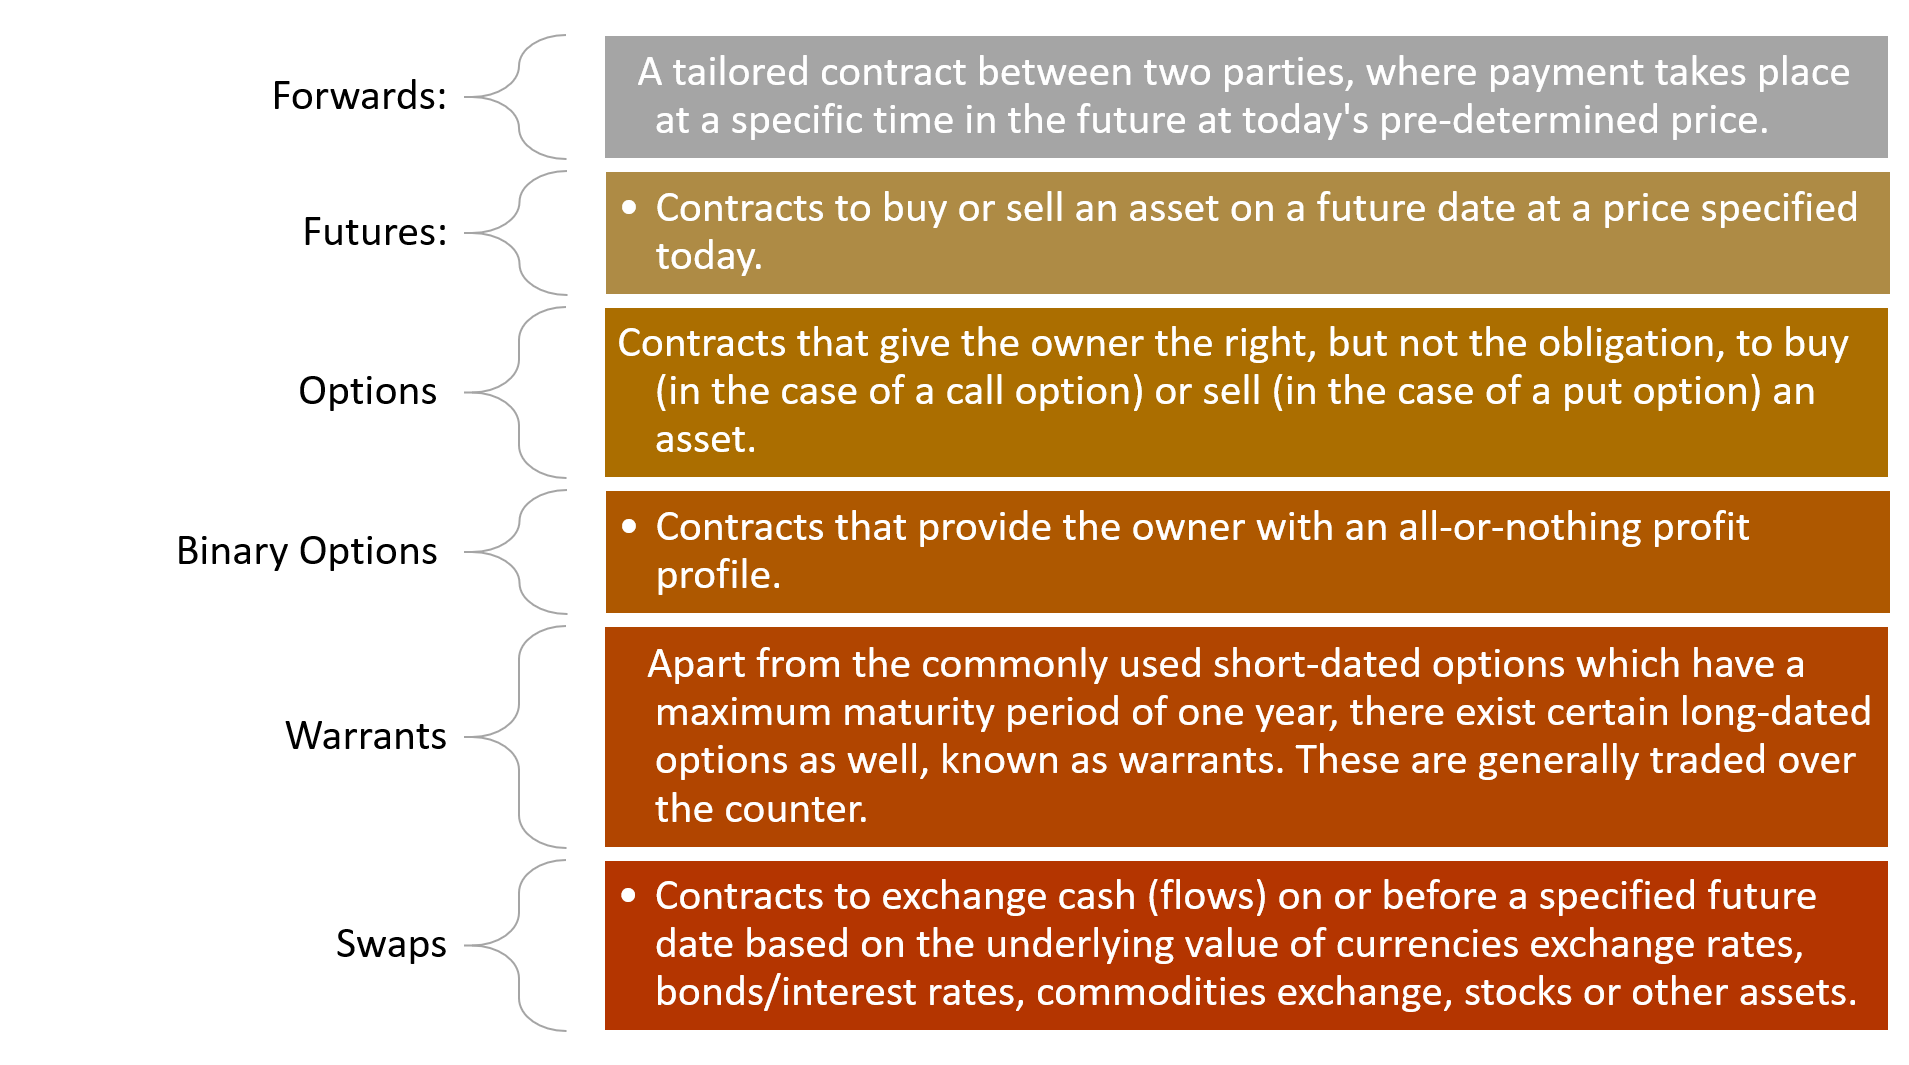 Forwards:
A tailored contract between two parties, where payment takes place
at a specific time in the future at today's pre-determined price.
Futures:
• Contracts to buy or sell an asset on a future date at a price specified
today.
Options
Contracts that give the owner the right, but not the obligation, to buy
(in the case of a call option) or sell (in the case of a put option) an
asset.
Binary Options
• Contracts that provide the owner with an all-or-nothing profit
profile.
Warrants
Apart from the commonly used short-dated options which have a
maximum maturity period of one year, there exist certain long-dated
options as well, known as warrants. These are generally traded over
the counter.
Swaps
• Contracts to exchange cash (flows) on or before a specified future
date based on the underlying value of currencies exchange rates,
bonds/interest rates, commodities exchange, stocks or other assets.